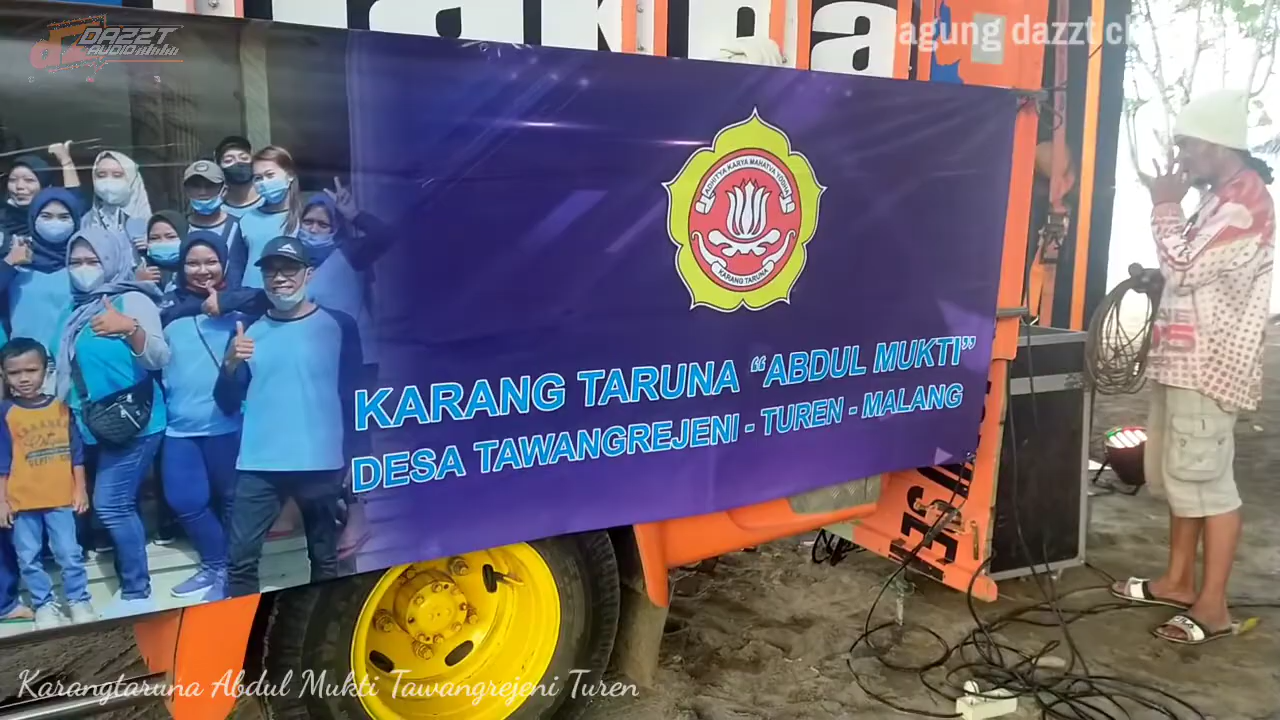 DAZZT
AUDIO
agung dazzt
ADHITYA KARYA MAHATVA YODHA
KARANG TARUNA
KARANG TARUNA “ABDUL MUKTI”
DESA TAWANGREJENI - TUREN - MALANG
Karangtaruna Abdul Mukti Tawangrejeni Turen